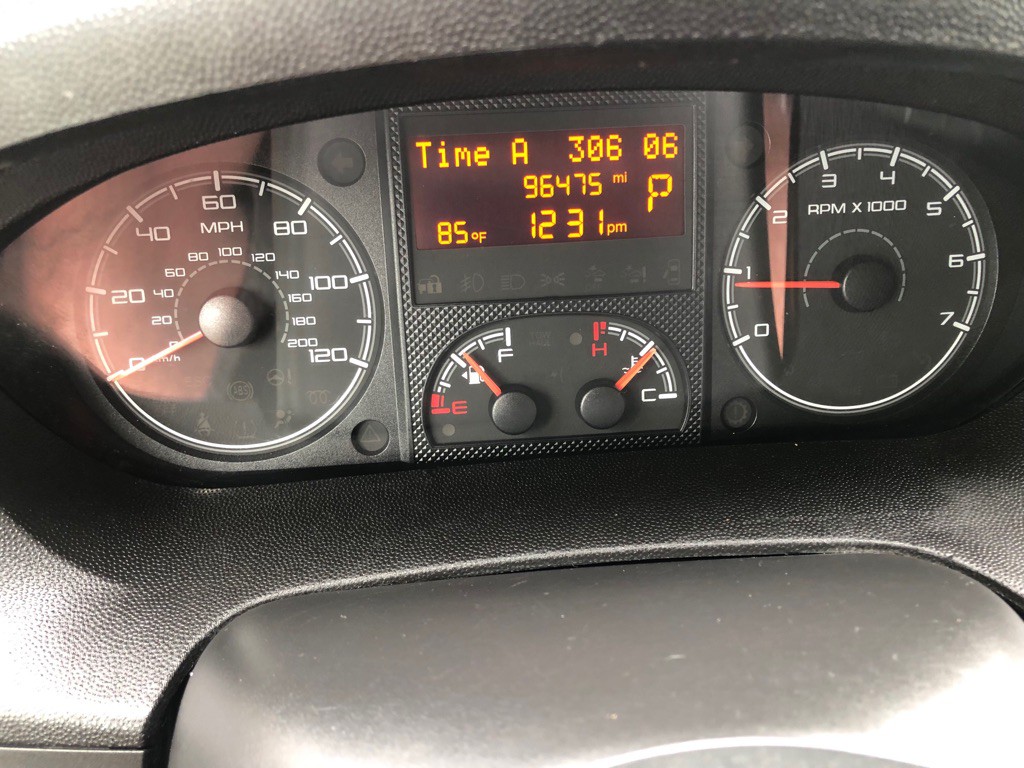 Time A 306 06
96475 mi P
85°F 12 31 pm
0 20 40 60 80 100 120
MPH
0 20 40 60 80 100 120 140 160 180 200
km/h
F
E
H
C
0 1 2 3 4 5 6 7
RPM X 1000